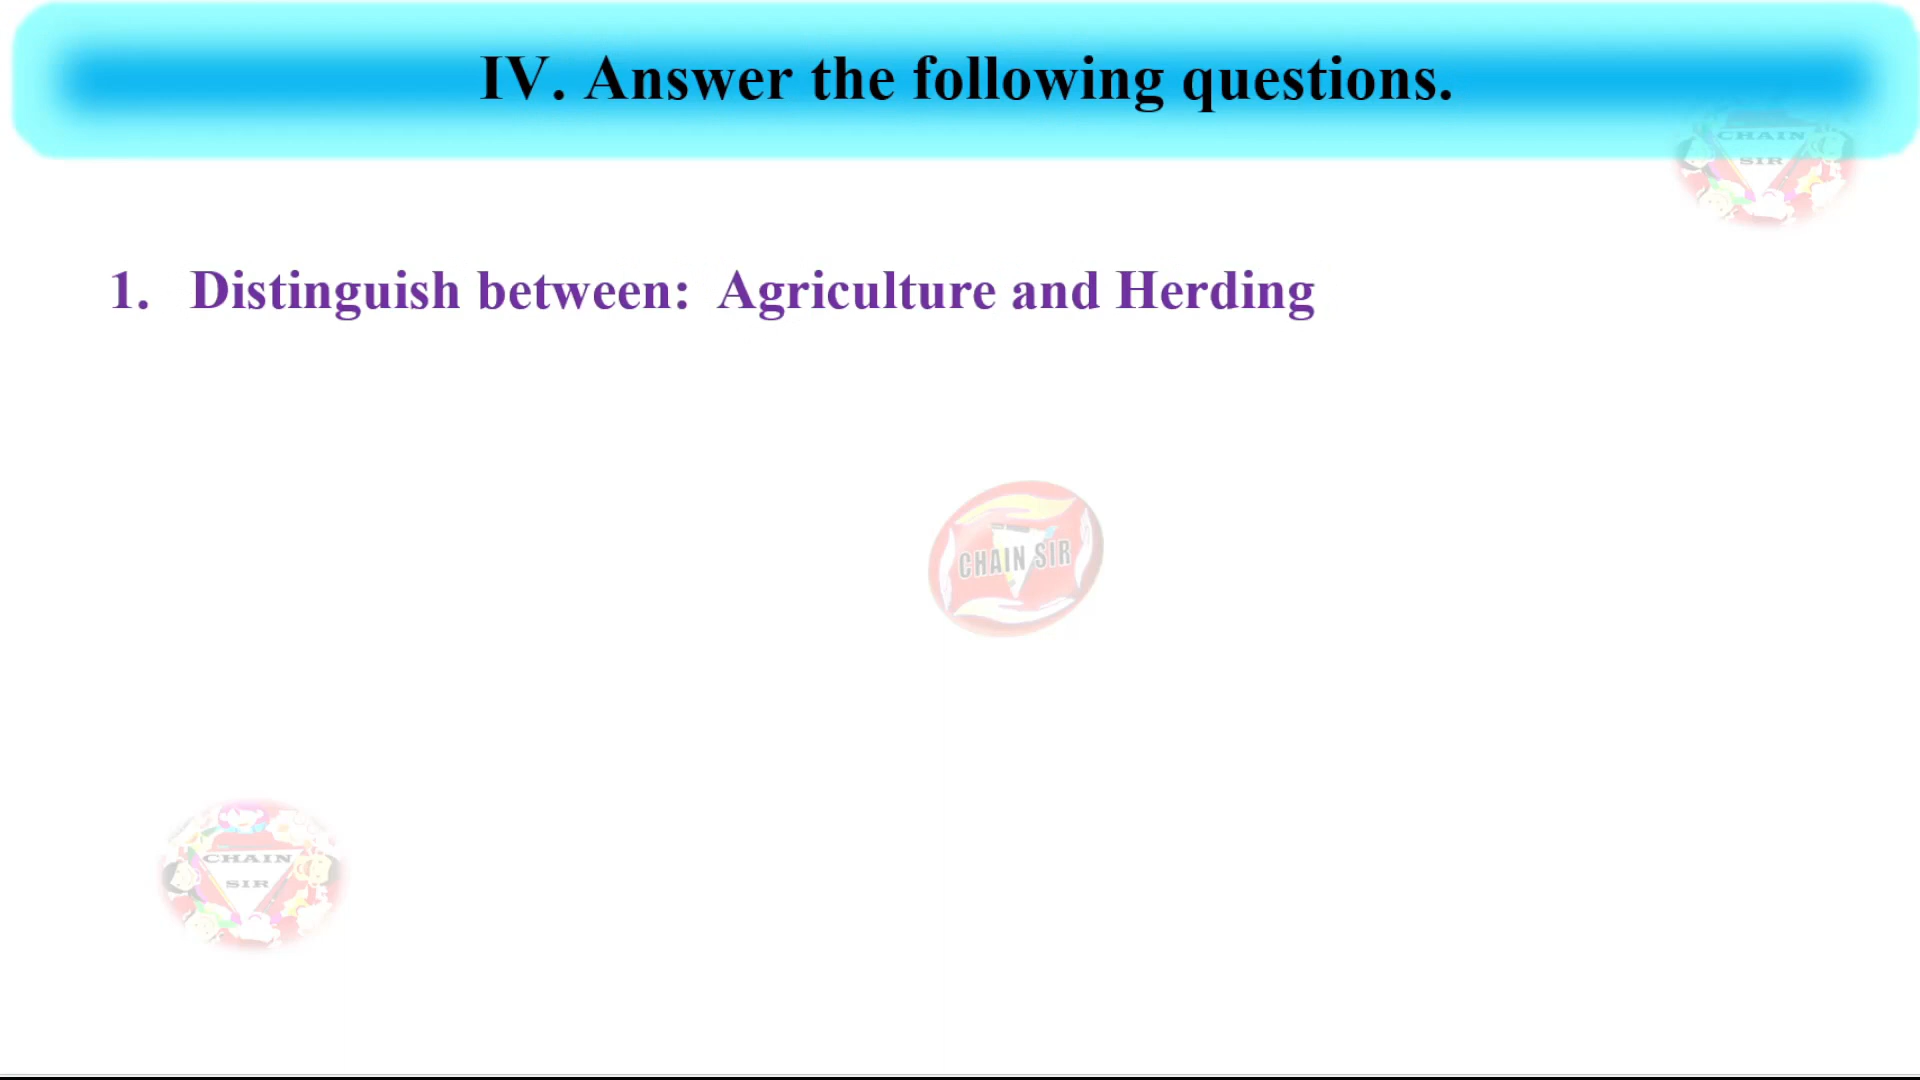 IV. Answer the following questions.
CHAIN
SIR
1. Distinguish between: Agriculture and Herding
CHAIN SIR
CHAIN
SIR